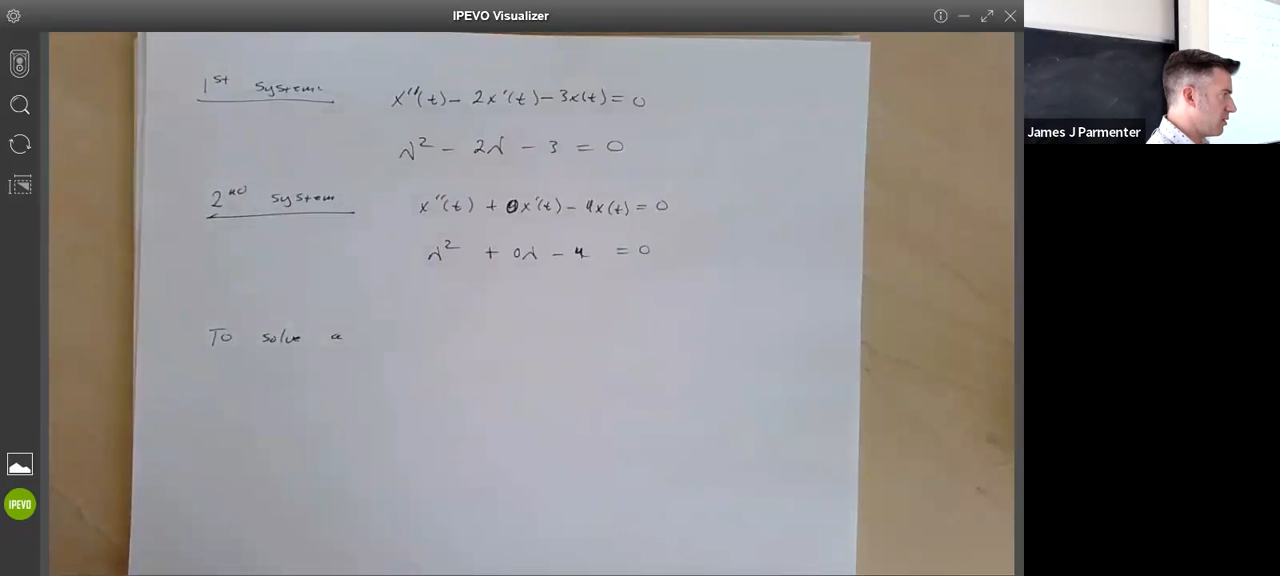 IPEVO Visualizer
1st system:
x''(t) - 2x'(t) - 3x(t) = 0
λ² - 2λ - 3 = 0
2nd system
x''(t) + 0x'(t) - 4x(t) = 0
λ² + 0λ - 4 = 0
To solve a
James J Parmenter
IPEVO